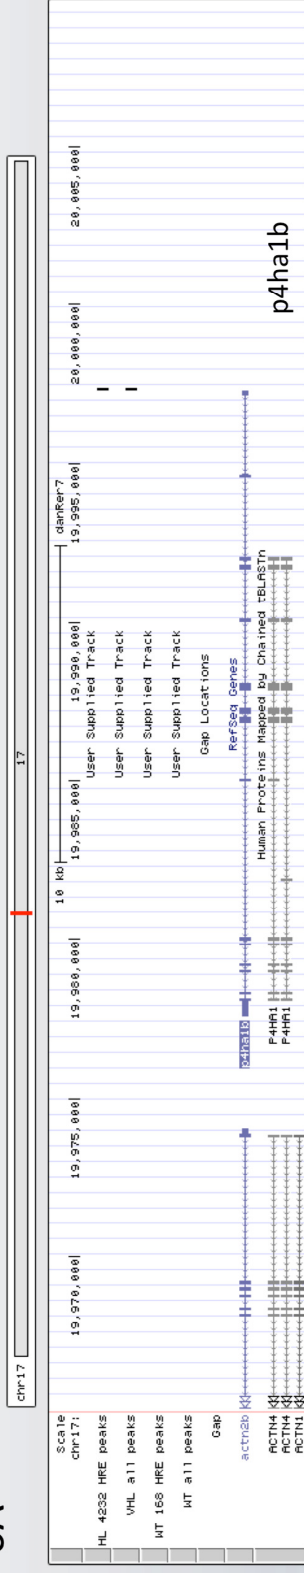 chr17
17
Scale
10 kb
danRer7
chr17:
19,970,000|
19,975,000|
19,980,000|
19,985,000|
19,990,000|
19,995,000|
20,000,000|
20,005,000|
User Supplied Track
HL 4232 HRE peaks
User Supplied Track
VHL all peaks
User Supplied Track
WT 168 HRE peaks
User Supplied Track
WT all peaks
Gap Locations
Gap
RefSeq Genes
actn2b
p4ha1b
Human Proteins Mapped by Chained tBLASTn
ACTN4
P4HA1
ACTN4
P4HA1
ACTN1
p4ha1b